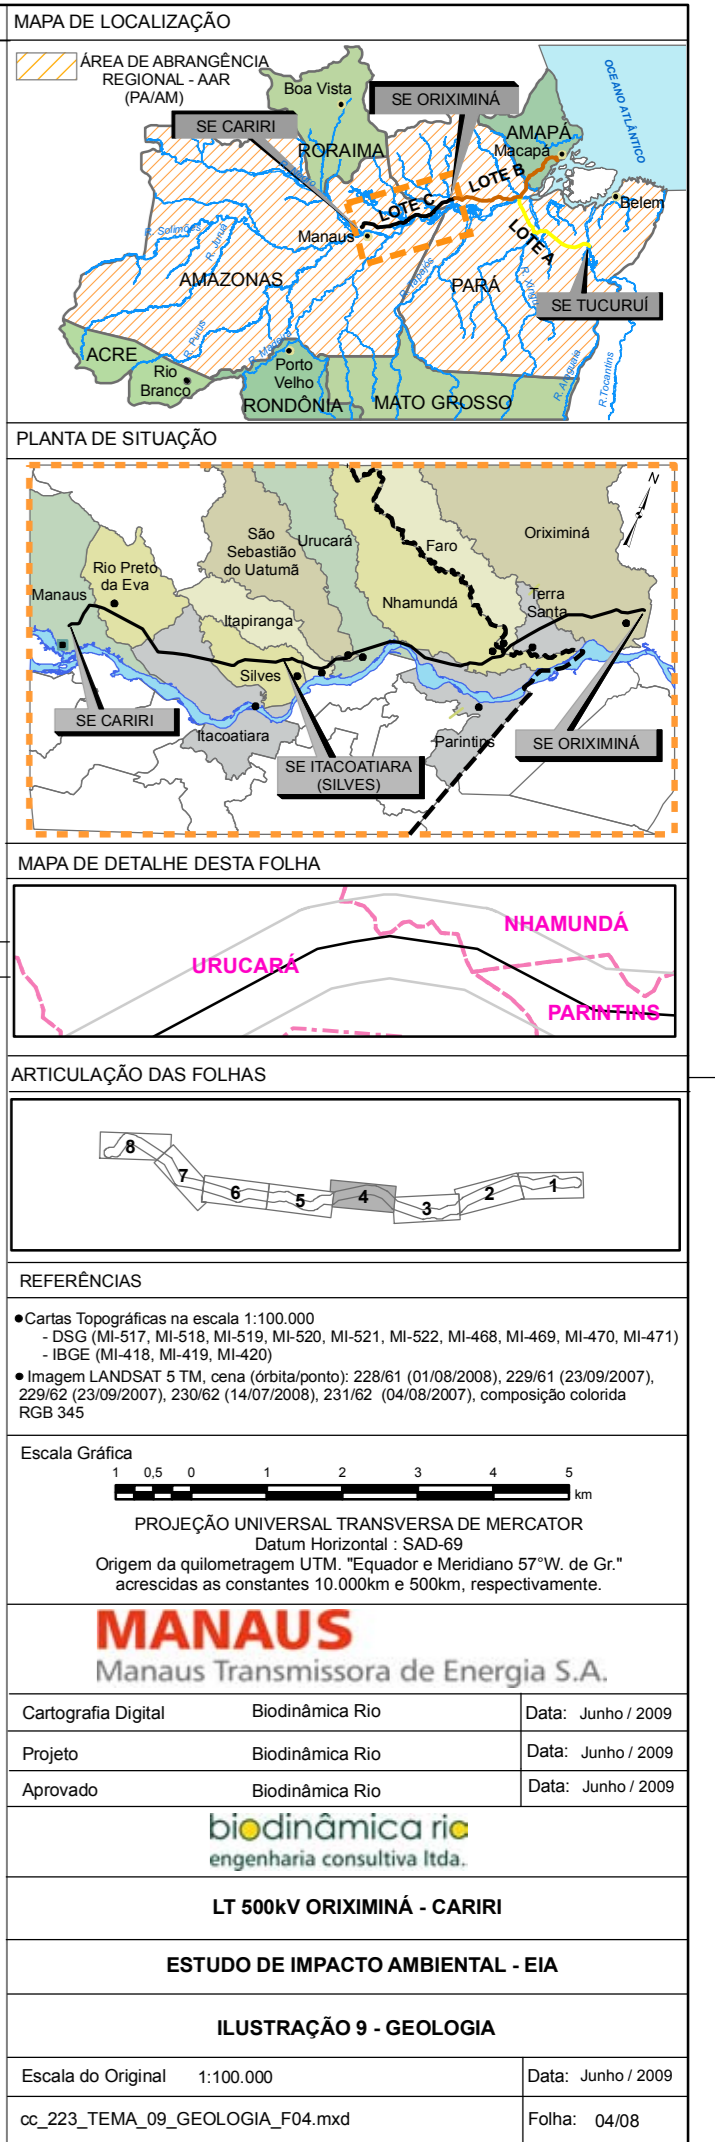 MAPA DE LOCALIZAÇÃO
ÁREA DE ABRANGÊNCIA
REGIONAL - AAR
(PA/AM)
Boa Vista
SE ORIXIMINÁ
SE CARIRI
RORAIMA
AMAPÁ
Macapá
OCEANO ATLÂNTICO
LOTE B
LOTE C
Belem
R. Solimões
R. Juruá
Manaus
LOTE A
AMAZONAS
R. Tapajós
PARÁ
R. Xingu
SE TUCURUÍ
R. Purus
R. Madeira
ACRE
Rio
Branco
Porto
Velho
RONDÔNIA
MATO GROSSO
R. Araguaia
R.Tocantins
PLANTA DE SITUAÇÃO
N
São
Sebastião
do Uatumã
Urucará
Faro
Oriximiná
Rio Preto
da Eva
Manaus
Nhamundá
Terra
Santa
Itapiranga
Silves
SE CARIRI
Itacoatiara
Parintins
SE ORIXIMINÁ
SE ITACOATIARA
(SILVES)
MAPA DE DETALHE DESTA FOLHA
NHAMUNDÁ
URUCARÁ
PARINTINS
ARTICULAÇÃO DAS FOLHAS
8
7
6
5
4
3
2
1
REFERÊNCIAS
●Cartas Topográficas na escala 1:100.000
- DSG (MI-517, MI-518, MI-519, MI-520, MI-521, MI-522, MI-468, MI-469, MI-470, MI-471)
- IBGE (MI-418, MI-419, MI-420)
● Imagem LANDSAT 5 TM, cena (órbita/ponto): 228/61 (01/08/2008), 229/61 (23/09/2007),
229/62 (23/09/2007), 230/62 (14/07/2008), 231/62 (04/08/2007), composição colorida
RGB 345
Escala Gráfica
1 0,5 0 1 2 3 4 5
km
PROJEÇÃO UNIVERSAL TRANSVERSA DE MERCATOR
Datum Horizontal : SAD-69
Origem da quilometragem UTM. "Equador e Meridiano 57°W. de Gr."
acrescidas as constantes 10.000km e 500km, respectivamente.
MANAUS
Manaus Transmissora de Energia S.A.
Cartografia Digital Biodinâmica Rio Data: Junho / 2009
Projeto Biodinâmica Rio Data: Junho / 2009
Aprovado Biodinâmica Rio Data: Junho / 2009
biodinâmica rio
engenharia consultiva ltda.
LT 500kV ORIXIMINÁ - CARIRI
ESTUDO DE IMPACTO AMBIENTAL - EIA
ILUSTRAÇÃO 9 - GEOLOGIA
Escala do Original 1:100.000 Data: Junho / 2009
cc_223_TEMA_09_GEOLOGIA_F04.mxd Folha: 04/08